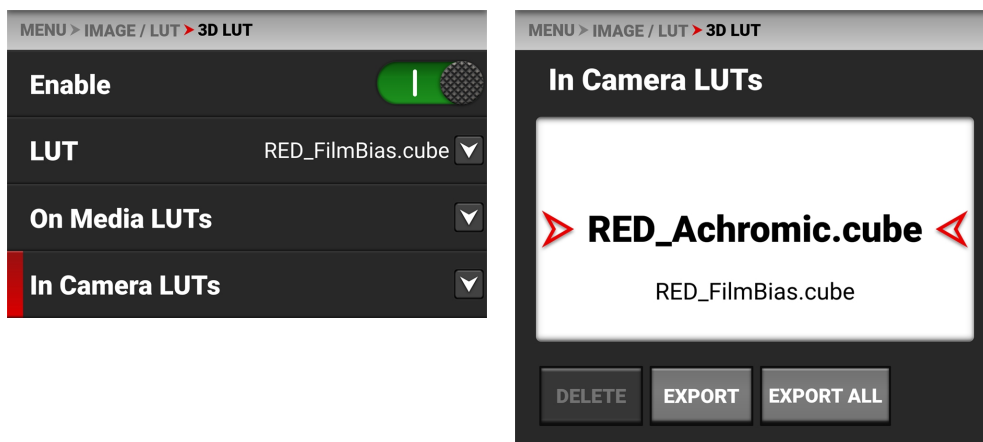 MENU > IMAGE / LUT > 3D LUT
Enable
LUT RED_FilmBias.cube
On Media LUTs
In Camera LUTs
MENU > IMAGE / LUT > 3D LUT
In Camera LUTs
RED_Achromic.cube
RED_FilmBias.cube
DELETE EXPORT EXPORT ALL